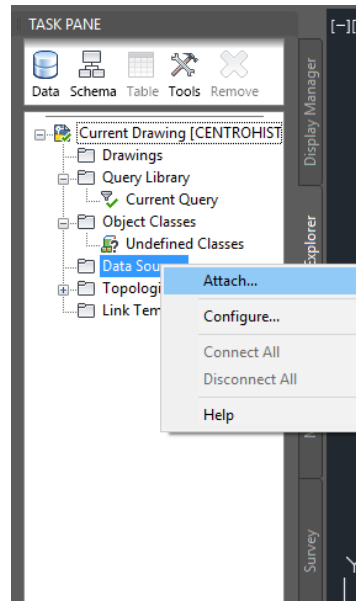 TASK PANE
[−]
Data Schema Table Tools Remove
Current Drawing [CENTROHIST
Drawings
Query Library
Current Query
Object Classes
Undefined Classes
Data Sou
Topologi
Link Tem
Attach...
Configure...
Connect All
Disconnect All
Help
Display Manager
Explorer
Survey
Y